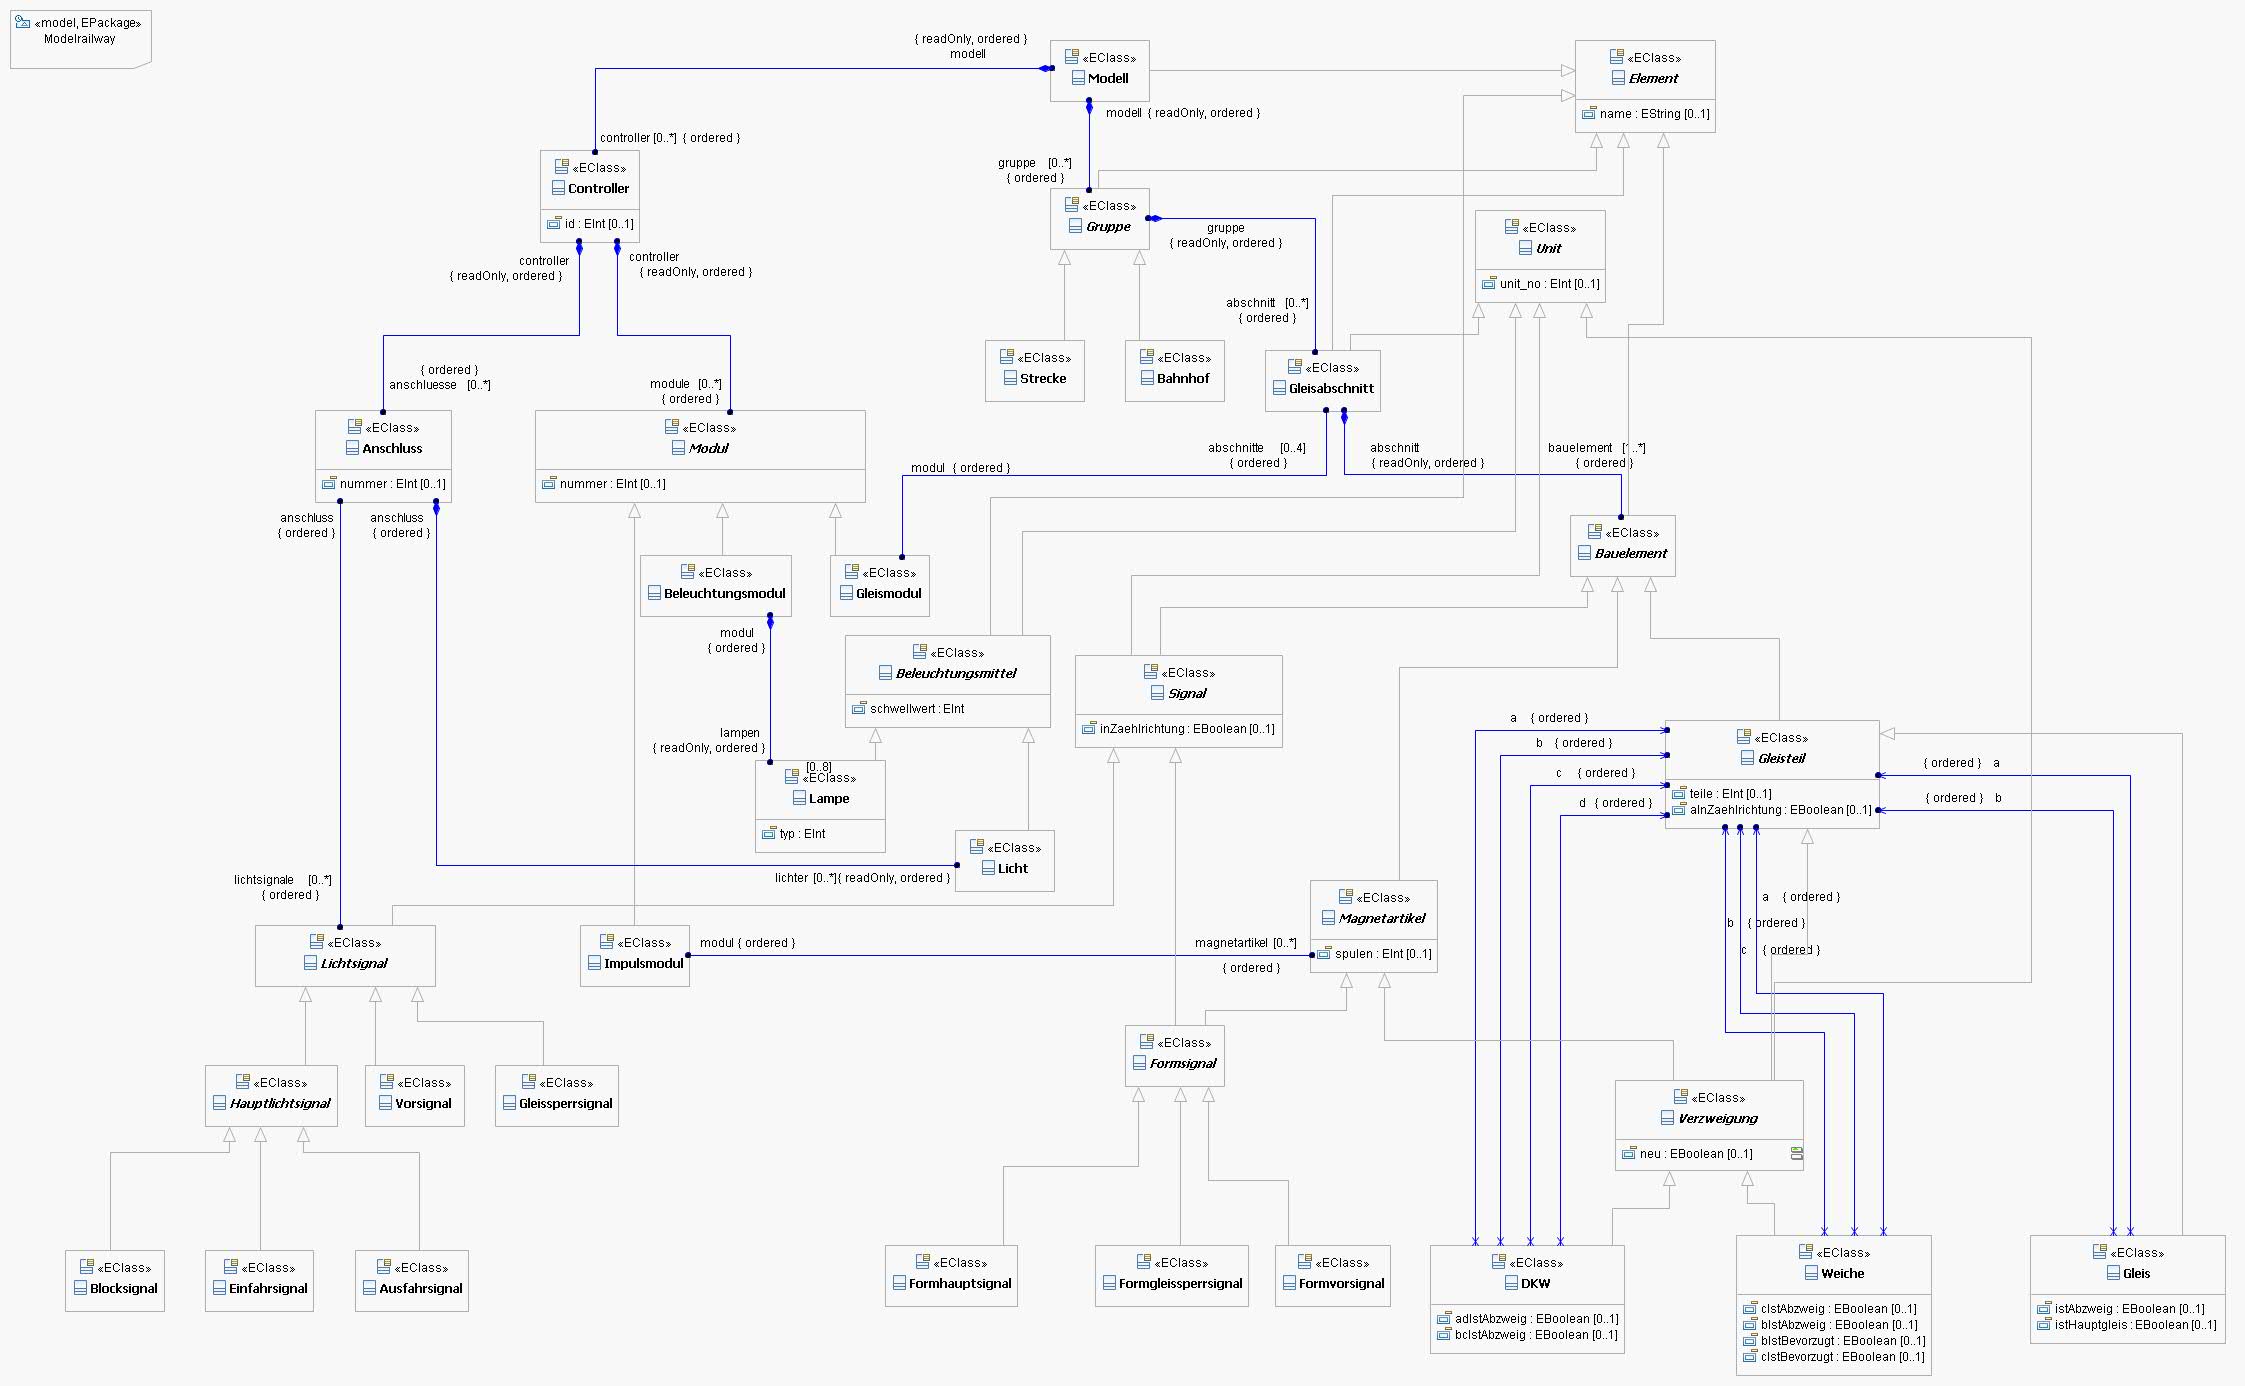 «model, EPackage»
Modelrailway
{ readOnly, ordered }
modell
«EClass»
Modell
«EClass»
Element
name : EString [0..1]
modell { readOnly, ordered }
controller [0..*] { ordered }
«EClass»
Controller
id : EInt [0..1]
gruppe [0..*]
{ ordered }
«EClass»
Gruppe
gruppe
{ readOnly, ordered }
«EClass»
Unit
unit_no : EInt [0..1]
controller
{ readOnly, ordered }
controller
{ readOnly, ordered }
abschnitt [0..*]
{ ordered }
«EClass»
Strecke
«EClass»
Bahnhof
«EClass»
Gleisabschnitt
{ ordered }
anschluesse [0..*]
module [0..*]
{ ordered }
«EClass»
Anschluss
nummer : EInt [0..1]
«EClass»
Modul
nummer : EInt [0..1]
modul { ordered }
abschnitte [0..4]
{ ordered }
abschnitt
{ readOnly, ordered }
bauelement [1..*]
{ ordered }
anschluss
{ ordered }
anschluss
{ ordered }
«EClass»
Beleuchtungsmodul
«EClass»
Gleismodul
«EClass»
Bauelement
modul
{ ordered }
«EClass»
Beleuchtungsmittel
schwellwert : EInt
«EClass»
Signal
inZaehlrichtung : EBoolean [0..1]
a { ordered }
b { ordered }
c { ordered }
d { ordered }
«EClass»
Gleisteil
teile : EInt [0..1]
aInZaehlrichtung : EBoolean [0..1]
{ ordered } a
{ ordered } b
lampen
{ readOnly, ordered }
[0..8]
«EClass»
Lampe
typ : EInt
«EClass»
Licht
lichter [0..*]{ readOnly, ordered }
lichtsignale [0..*]
{ ordered }
«EClass»
Magnetartikel
spulen : EInt [0..1]
a { ordered }
b { ordered }
c { ordered }
«EClass»
Lichtsignal
«EClass»
Impulsmodul
modul { ordered }
magnetartikel [0..*]
{ ordered }
«EClass»
Formsignal
«EClass»
Hauptlichtsignal
«EClass»
Vorsignal
«EClass»
Gleissperrsignal
«EClass»
Verzweigung
neu : EBoolean [0..1]
«EClass»
Blocksignal
«EClass»
Einfahrsignal
«EClass»
Ausfahrsignal
«EClass»
Formhauptsignal
«EClass»
Formgleissperrsignal
«EClass»
Formvorsignal
«EClass»
DKW
adIstAbzweig : EBoolean [0..1]
bcIstAbzweig : EBoolean [0..1]
«EClass»
Weiche
cIstAbzweig : EBoolean [0..1]
bIstAbzweig : EBoolean [0..1]
bIstBevorzugt : EBoolean [0..1]
cIstBevorzugt : EBoolean [0..1]
«EClass»
Gleis
istAbzweig : EBoolean [0..1]
istHauptgleis : EBoolean [0..1]